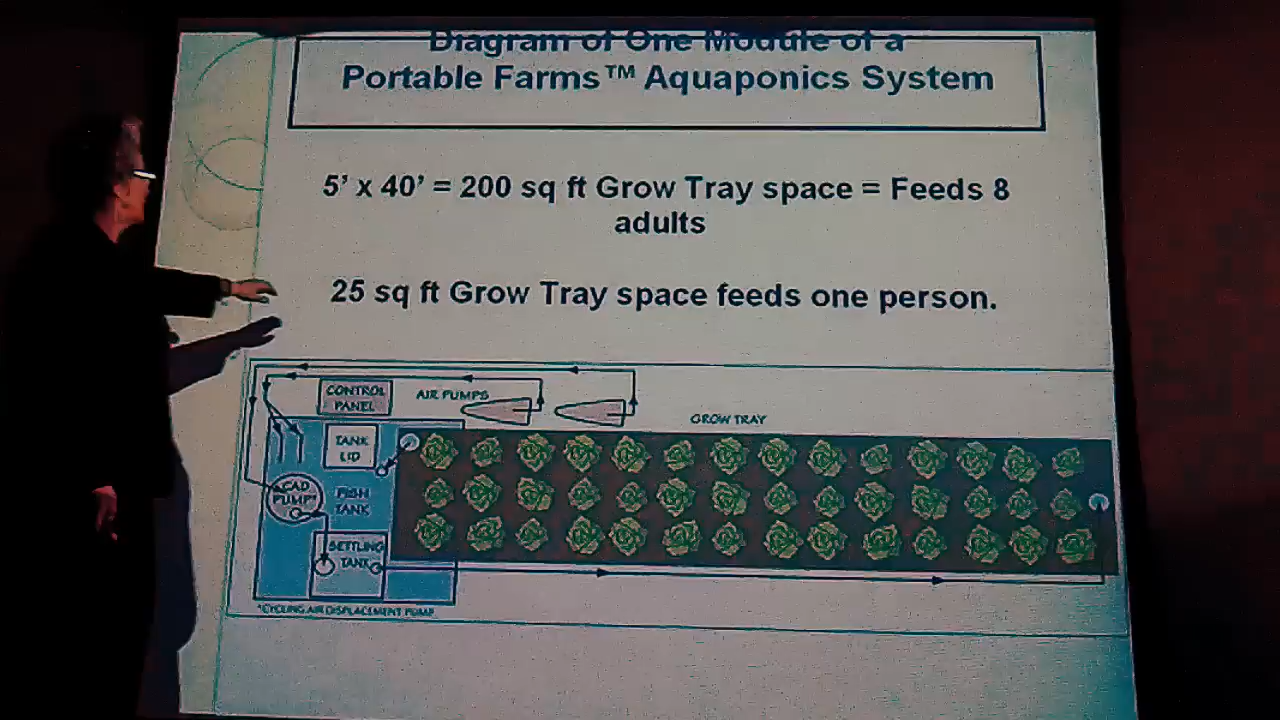 Diagram of One Module of a
Portable Farms™ Aquaponics System
5' x 40' = 200 sq ft Grow Tray space = Feeds 8
adults
25 sq ft Grow Tray space feeds one person.
CONTROL
PANEL
AIR PUMPS
GROW TRAY
TANK
LID
CAD
PUMP*
FISH
TANK
SETTLING
TANK
*CYCLING AIR DISPLACEMENT PUMP